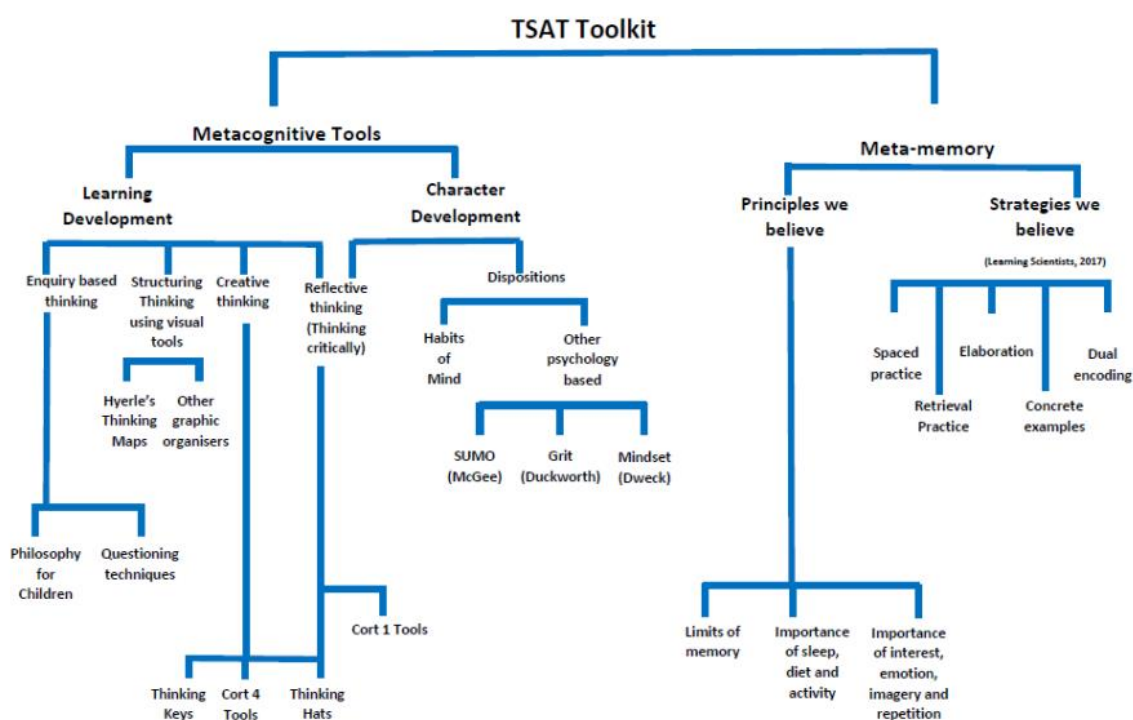 TSAT Toolkit
Metacognitive Tools
Meta-memory
Learning
Development
Character
Development
Principles we
believe
Strategies we
believe
(Learning Scientists, 2017)
Enquiry based
thinking
Structuring
Thinking
using visual
tools
Creative
thinking
Reflective
thinking
(Thinking
critically)
Dispositions
Habits
of
Mind
Other
psychology
based
Spaced
practice
Elaboration
Dual
encoding
Retrieval
Practice
Concrete
examples
Hyerle's
Thinking
Maps
Other
graphic
organisers
SUMO
(McGee)
Grit
(Duckworth)
Mindset
(Dweck)
Philosophy
for
Children
Questioning
techniques
Cort 1 Tools
Limits of
memory
Importance
of sleep,
diet and
activity
Importance
of interest,
emotion,
imagery and
repetition
Thinking
Keys
Cort 4
Tools
Thinking
Hats